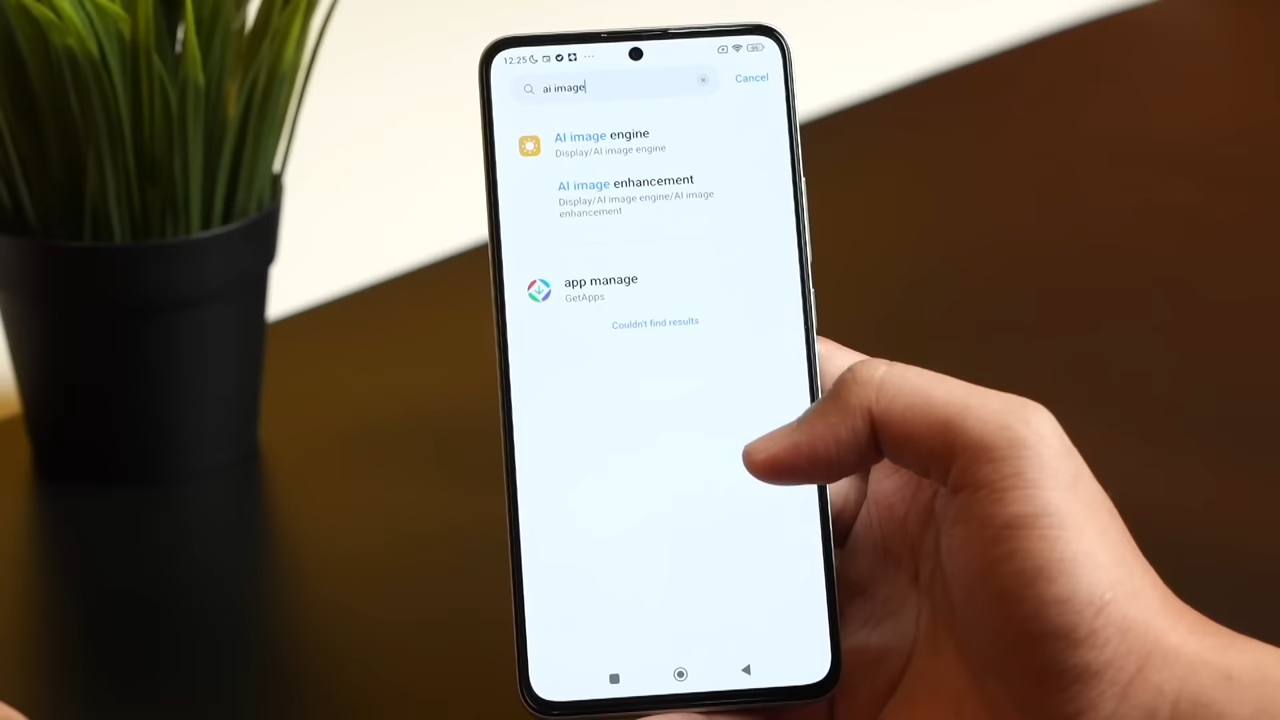 12.25
ai image
Cancel
AI image engine
Display/AI image engine
AI image enhancement
Display/AI image engine/AI image
enhancement
app manage
GetApps
Couldn't find results